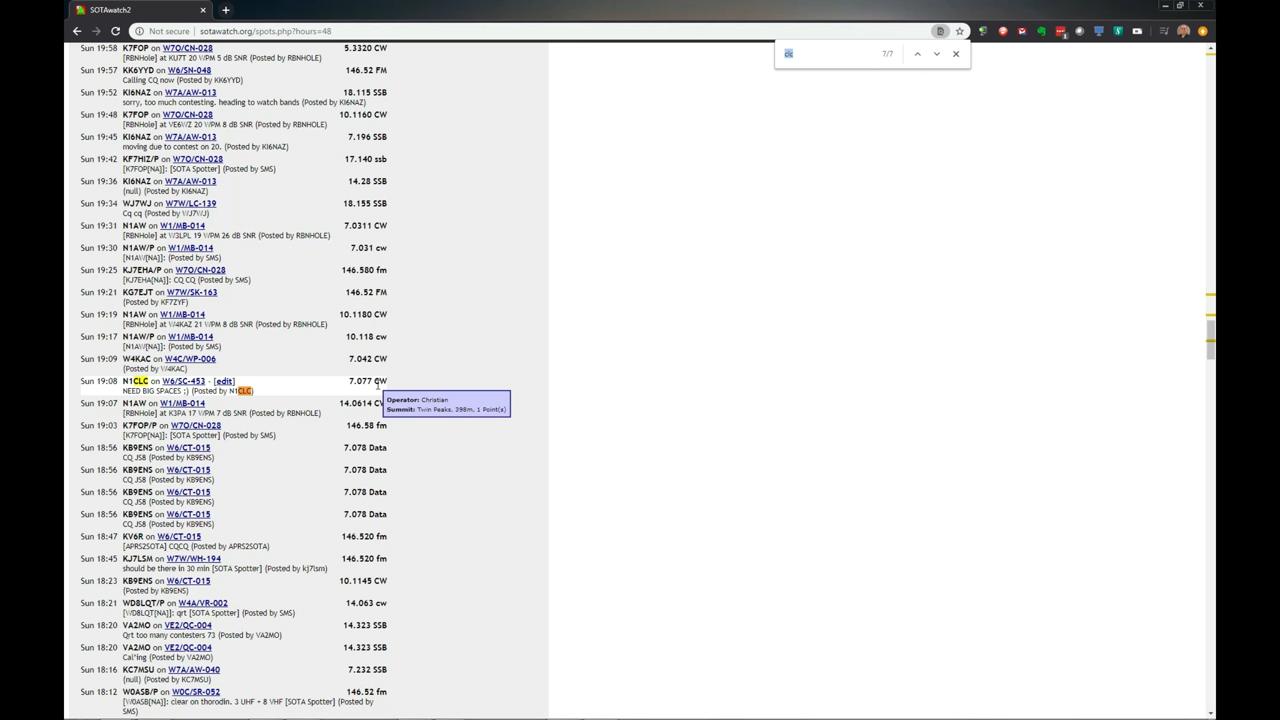 SOTAwatch2
Not secure | sotawatch.org/spots.php?hours=48
clc 7/7
Sun 19:58 K7FOP on W7O/CN-028 5.3320 CW
[RBNHole] at KU7T 20 WPM 5 dB SNR (Posted by RBNHOLE)
Sun 19:57 KK6YYD on W6/SN-048 146.52 FM
Calling CQ now (Posted by KK6YYD)
Sun 19:52 KI6NAZ on W7A/AW-013 18.115 SSB
sorry, too much contesting. heading to watch bands (Posted by KI6NAZ)
Sun 19:48 K7FOP on W7O/CN-028 10.1160 CW
[RBNHole] at VE6WZ 20 WPM 8 dB SNR (Posted by RBNHOLE)
Sun 19:45 KI6NAZ on W7A/AW-013 7.196 SSB
moving due to contest on 20. (Posted by KI6NAZ)
Sun 19:42 KF7HIZ/P on W7O/CN-028 17.140 ssb
[K7FOP[NA]]: [SOTA Spotter] (Posted by SMS)
Sun 19:36 KI6NAZ on W7A/AW-013 14.28 SSB
(null) (Posted by KI6NAZ)
Sun 19:34 WJ7WJ on W7W/LC-139 18.155 SSB
Cq cq (Posted by WJ7WJ)
Sun 19:31 N1AW on W1/MB-014 7.0311 CW
[RBNHole] at W3LPL 19 WPM 26 dB SNR (Posted by RBNHOLE)
Sun 19:30 N1AW/P on W1/MB-014 7.031 cw
[N1AW[NA]]: (Posted by SMS)
Sun 19:25 KJ7EHA/P on W7O/CN-028 146.580 fm
[KJ7EHA[NA]]: CQ CQ (Posted by SMS)
Sun 19:21 KG7EJT on W7W/SK-163 146.52 FM
(Posted by KF7ZYF)
Sun 19:19 N1AW on W1/MB-014 10.1180 CW
[RBNHole] at W4KAZ 21 WPM 8 dB SNR (Posted by RBNHOLE)
Sun 19:17 N1AW/P on W1/MB-014 10.118 cw
[N1AW[NA]]: (Posted by SMS)
Sun 19:09 W4KAC on W4C/WP-006 7.042 CW
(Posted by W4KAC)
Sun 19:08 N1CLC on W6/SC-453 - [edit] 7.077 CW
NEED BIG SPACES ;) (Posted by N1CLC)
Operator: Christian
Summit: Twin Peaks, 398m, 1 Point(s)
Sun 19:07 N1AW on W1/MB-014 14.0614 CW
[RBNHole] at K3PA 17 WPM 7 dB SNR (Posted by RBNHOLE)
Sun 19:03 K7FOP/P on W7O/CN-028 146.58 fm
[K7FOP[NA]]: [SOTA Spotter] (Posted by SMS)
Sun 18:56 KB9ENS on W6/CT-015 7.078 Data
CQ JS8 (Posted by KB9ENS)
Sun 18:56 KB9ENS on W6/CT-015 7.078 Data
CQ JS8 (Posted by KB9ENS)
Sun 18:56 KB9ENS on W6/CT-015 7.078 Data
CQ JS8 (Posted by KB9ENS)
Sun 18:56 KB9ENS on W6/CT-015 7.078 Data
CQ JS8 (Posted by KB9ENS)
Sun 18:47 KV6R on W6/CT-015 146.520 fm
[APRS2SOTA] CQCQ (Posted by APRS2SOTA)
Sun 18:45 KJ7LSM on W7W/WH-194 146.520 fm
should be there in 30 min [SOTA Spotter] (Posted by kj7lsm)
Sun 18:23 KB9ENS on W6/CT-015 10.1145 CW
(Posted by KB9ENS)
Sun 18:21 WD8LQT/P on W4A/VR-002 14.063 cw
[WD8LQT[NA]]: qrt [SOTA Spotter] (Posted by SMS)
Sun 18:20 VA2MO on VE2/QC-004 14.323 SSB
Qrt too many contesters 73 (Posted by VA2MO)
Sun 18:20 VA2MO on VE2/QC-004 14.323 SSB
Cal*ing (Posted by VA2MO)
Sun 18:16 KC7MSU on W7A/AW-040 7.232 SSB
(null) (Posted by KC7MSU)
Sun 18:12 W0ASB/P on W0C/SR-052 146.52 fm
[W0ASB[NA]]: clear on thorodin. 3 UHF + 8 VHF [SOTA Spotter] (Posted by
SMS)